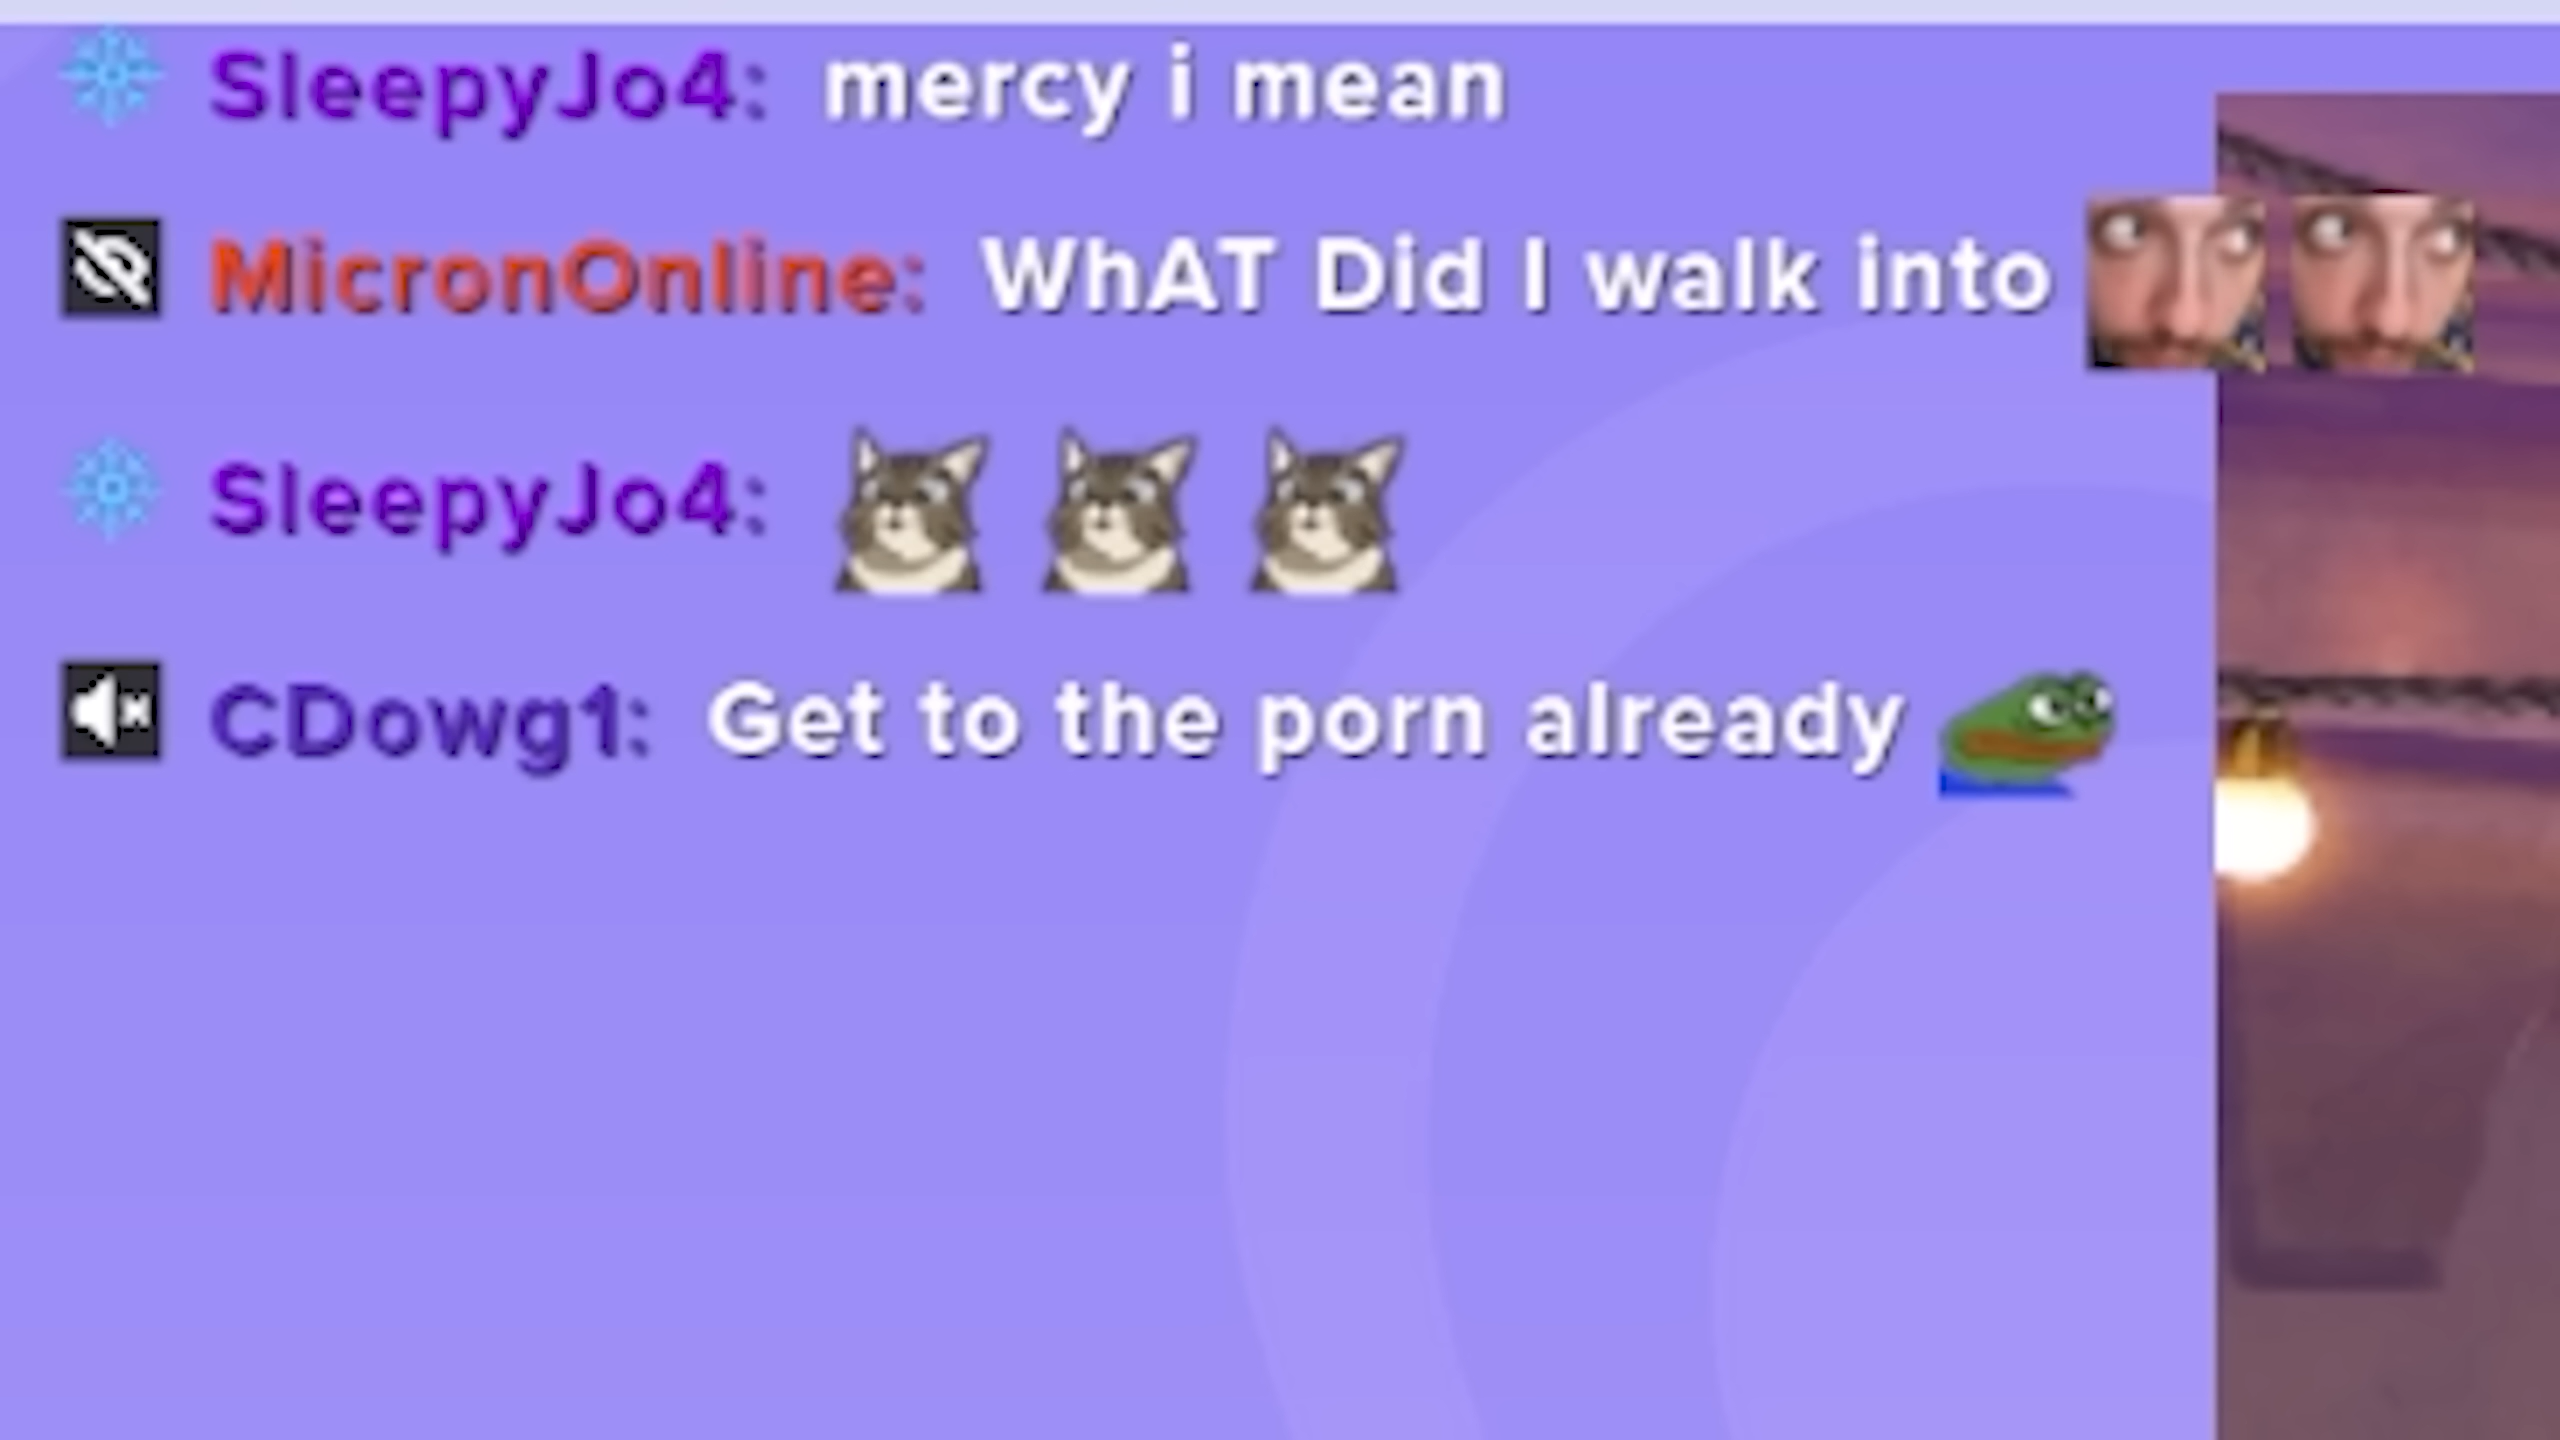 SleepyJo4: mercy i mean
MicronOnline: WhAT Did I walk into
SleepyJo4:
CDowg1: Get to the porn already